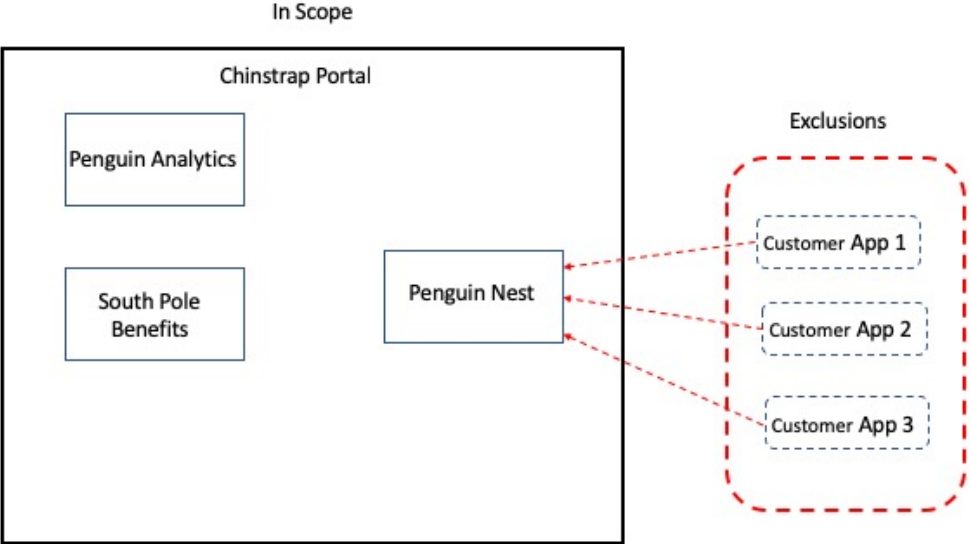 In Scope
Chinstrap Portal
Penguin Analytics
South Pole
Benefits
Penguin Nest
Exclusions
Customer App 1
Customer App 2
Customer App 3